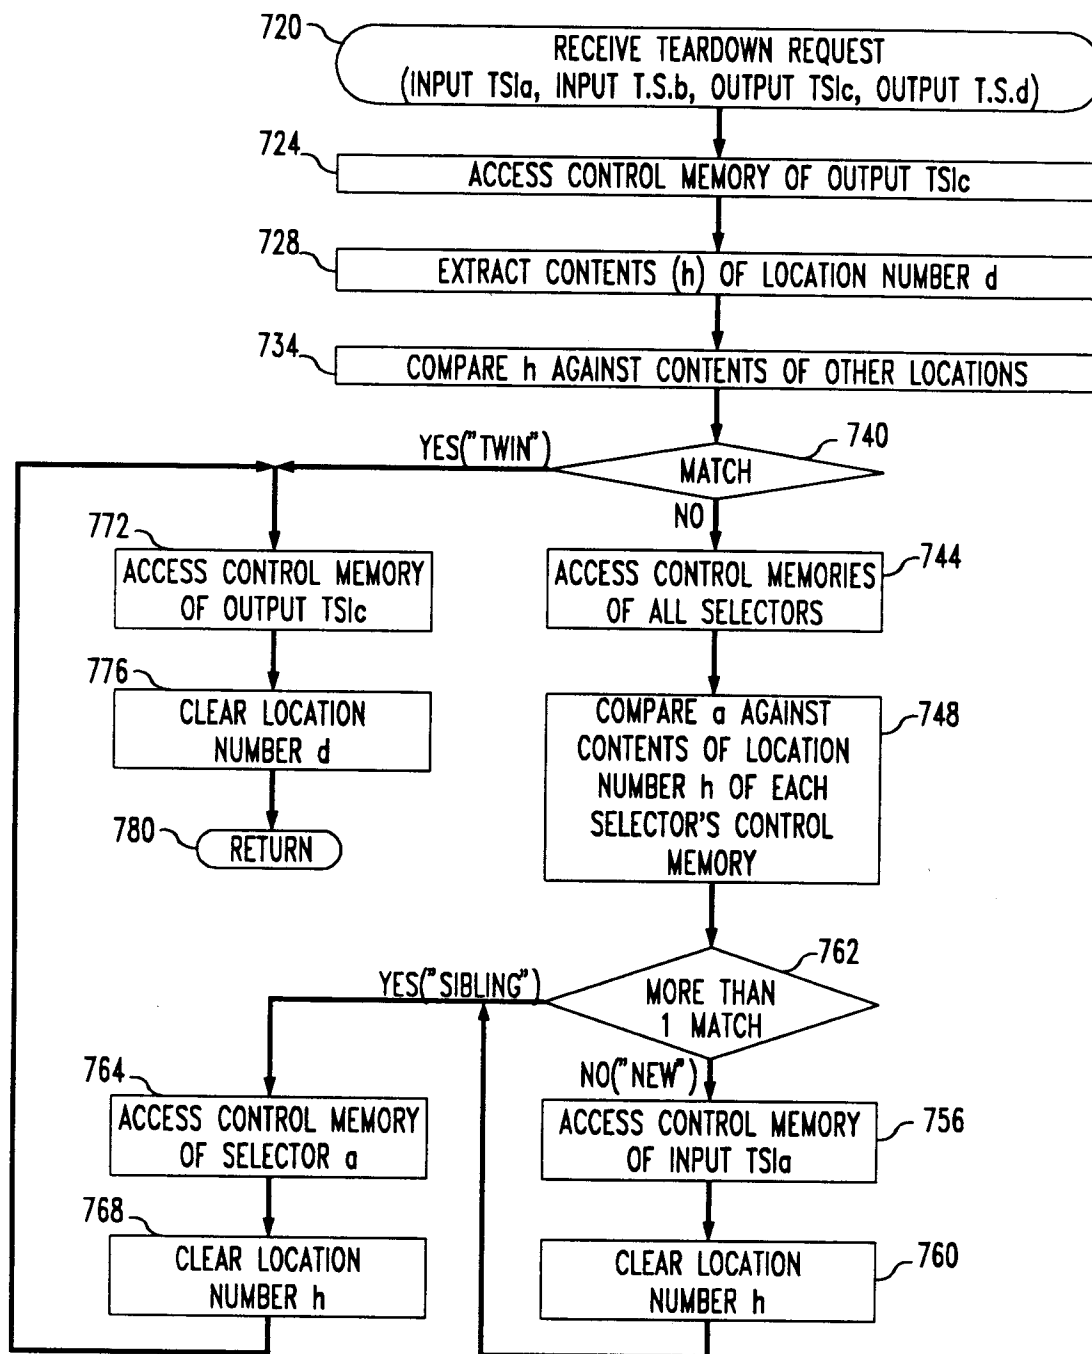 720
RECEIVE TEARDOWN REQUEST
(INPUT TSIa, INPUT T.S.b, OUTPUT TSIc, OUTPUT T.S.d)
724
ACCESS CONTROL MEMORY OF OUTPUT TSIc
728
EXTRACT CONTENTS (h) OF LOCATION NUMBER d
734
COMPARE h AGAINST CONTENTS OF OTHER LOCATIONS
YES("TWIN")
740
MATCH
NO
772
ACCESS CONTROL MEMORY
OF OUTPUT TSIc
744
ACCESS CONTROL MEMORIES
OF ALL SELECTORS
776
CLEAR LOCATION
NUMBER d
748
COMPARE a AGAINST
CONTENTS OF LOCATION
NUMBER h OF EACH
SELECTOR'S CONTROL
MEMORY
780
RETURN
762
YES("SIBLING")
MORE THAN
1 MATCH
NO("NEW")
764
ACCESS CONTROL MEMORY
OF SELECTOR a
756
ACCESS CONTROL MEMORY
OF INPUT TSIa
768
CLEAR LOCATION
NUMBER h
760
CLEAR LOCATION
NUMBER h